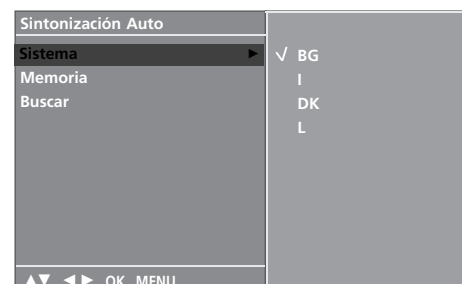 Sintonización Auto
Sistema ►
Memoria
Buscar
√ BG
I
DK
L
▲▼ ◄► OK MENU